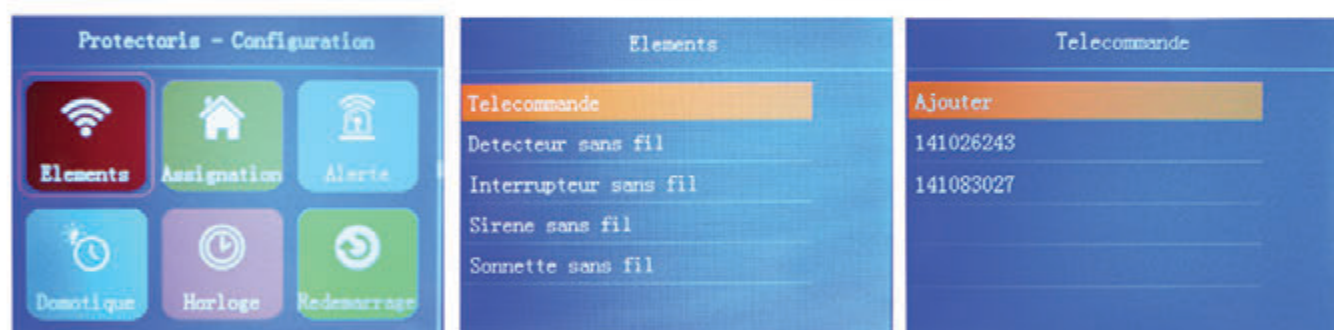 Protectoris - Configuration
Elements
Assignation
Alerte
Domotique
Horloge
Redemarrage
Elements
Telecommande
Detecteur sans fil
Interrupteur sans fil
Sirene sans fil
Sonnette sans fil
Telecommande
Ajouter
141026243
141083027